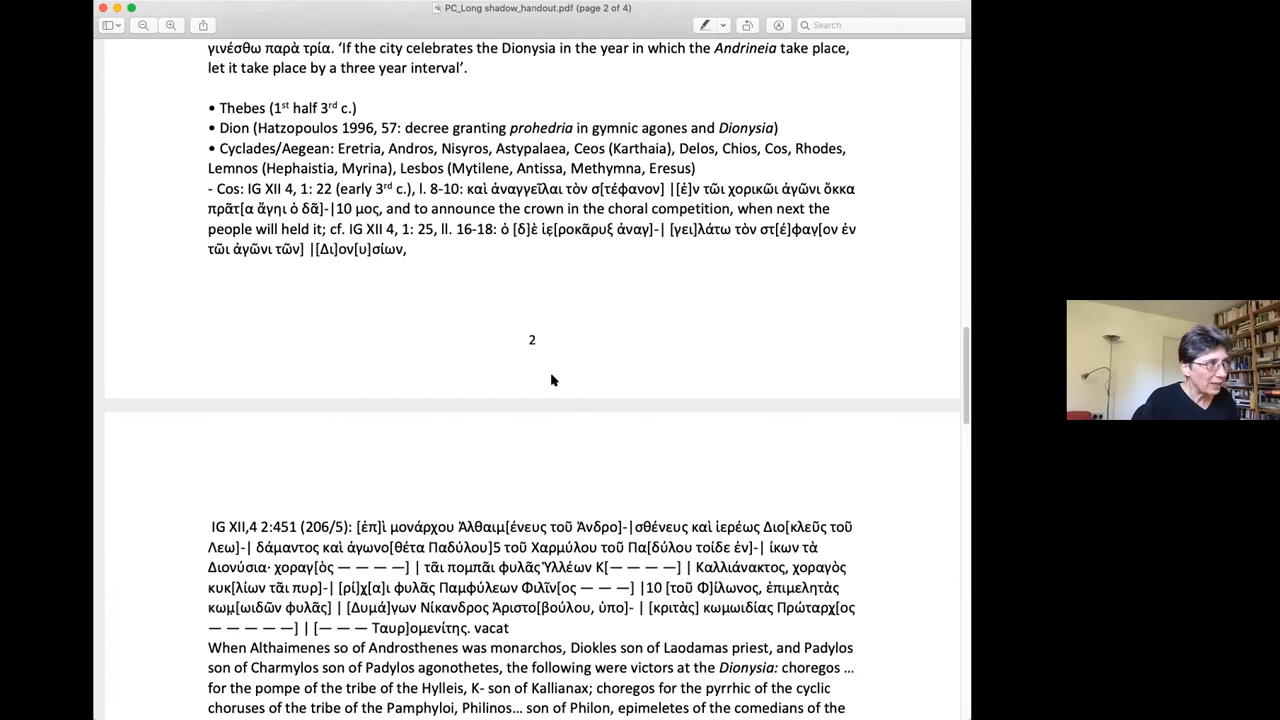 PC_Long shadow_handout.pdf (page 2 of 4)
Search
γινέσθω παρὰ τρία. ‘If the city celebrates the Dionysia in the year in which the Andrineia take place,
let it take place by a three year interval’.
• Thebes (1st half 3rd c.)
• Dion (Hatzopoulos 1996, 57: decree granting prohedria in gymnic agones and Dionysia)
• Cyclades/Aegean: Eretria, Andros, Nisyros, Astypalaea, Ceos (Karthaia), Delos, Chios, Cos, Rhodes,
Lemnos (Hephaistia, Myrina), Lesbos (Mytilene, Antissa, Methymna, Eresus)
- Cos: IG XII 4, 1: 22 (early 3rd c.), l. 8-10: καὶ ἀναγγεῖλαι τὸν σ[τέφανον] |[ἐ]ν τῶι χορικῶι ἀγῶνι ὅκκα
πρᾶτ[α ἄγηι ὁ δᾶ]-|10 μος, and to announce the crown in the choral competition, when next the
people will held it; cf. IG XII 4, 1: 25, ll. 16-18: ὁ [δ]ὲ ἱε̣[ροκᾶρυξ ἀναγ]-| [γει]λάτω τὸν στ[έ]φαγ[ον ἐν
τῶι ἀγῶνι τῶν] |[Δι]ον[υ]σίων,
2
IG XII,4 2:451 (206/5): [ἐπ]ὶ μονάρχου Ἀλθαιμ[ένευς τοῦ Ἀνδρο]-|σθένευς καὶ ἱερέως Διο[κλεῦς τοῦ
Λεω]-| δάμαντος καὶ ἀγωνο[θέτα Παδύλου]5 τοῦ Χαρμύλου τοῦ Πα[δύλου τοίδε ἐν]-| ίκων τὰ
Διονύσια· χοραγ[ὸς — — — —] | τᾶι πομπᾶι φυλᾶς Ὑλλέων Κ[— — — —] | Καλλιάνακτος, χοραγὸς
κυκ[λίων τᾶι πυρ]-| [ρί]χ[α]ι φυλᾶς Παμφύλεων Φιλῖν[ος — — —] |10 [τοῦ Φ]ίλωνος, ἐπιμελητὰς
κωμ[ωιδῶν φυλᾶς] | [Δυμά]γων Νίκανδρος Ἀριστο[βούλου, ὑπο]- | [κριτὰς] κωμωιδίας Πρώταρχ[ος
— — — — —] | [— — — Ταυρ]ομενίτης. vacat
When Althaimenes so of Androsthenes was monarchos, Diokles son of Laodamas priest, and Padylos
son of Charmylos son of Padylos agonothetes, the following were victors at the Dionysia: choregos …
for the pompe of the tribe of the Hylleis, K- son of Kallianax; choregos for the pyrrhic of the cyclic
choruses of the tribe of the Pamphyloi, Philinos… son of Philon, epimeletes of the comedians of the